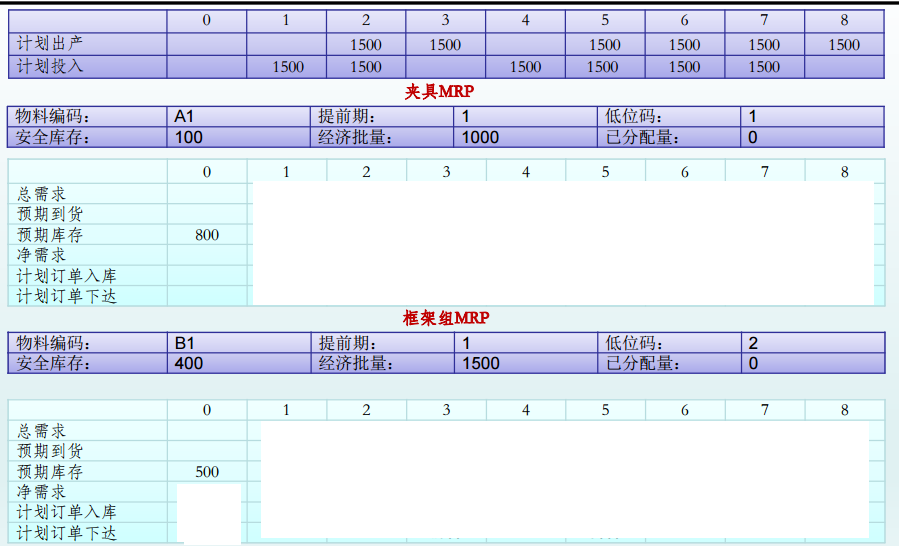 0 1 2 3 4 5 6 7 8
计划出产 1500 1500 1500 1500 1500 1500
计划投入 1500 1500 1500 1500 1500 1500
夹具MRP
物料编码： A1 提前期： 1 低位码： 1
安全库存： 100 经济批量： 1000 已分配量： 0
0 1 2 3 4 5 6 7 8
总需求
预期到货
预期库存 800
净需求
计划订单入库
计划订单下达
框架组MRP
物料编码： B1 提前期： 1 低位码： 2
安全库存： 400 经济批量： 1500 已分配量： 0
0 1 2 3 4 5 6 7 8
总需求
预期到货
预期库存 500
净需求
计划订单入库
计划订单下达